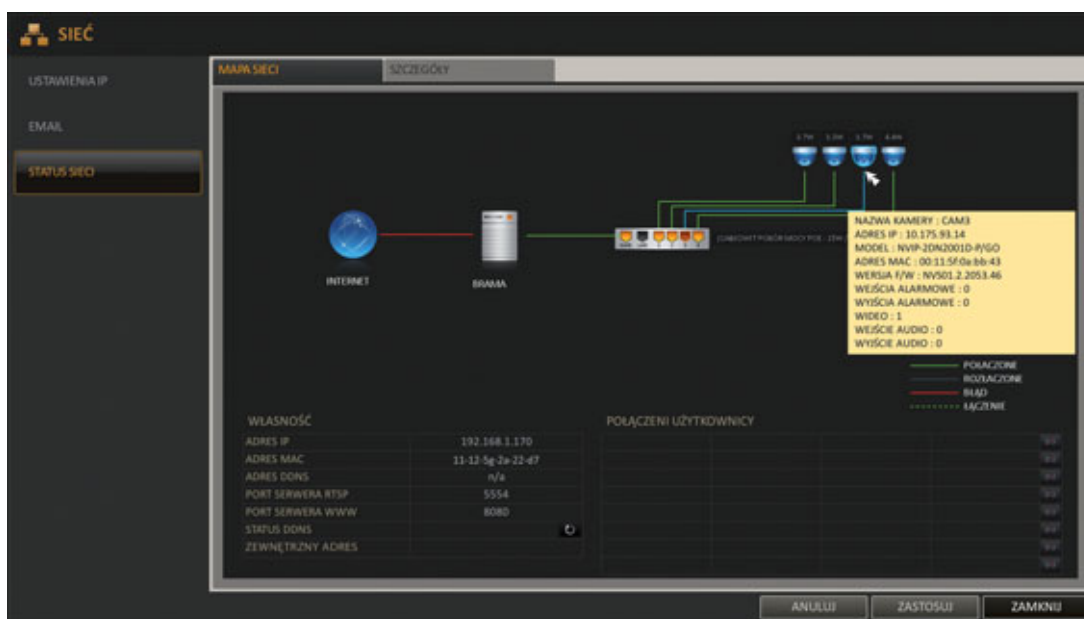 SIEĆ
USTAWIENIA IP
EMAIL
STATUS SIECI
MAPA SIECI
SZCZEGÓŁY
INTERNET
BRAMA
NAZWA KAMERY : CAM3
ADRES IP : 10.175.93.14
MODEL : NVIP-2DN2001D-P/GO
ADRES MAC : 00:11:5f:0a:bb:43
WERSJA F/W : NVS01.2.2053.46
WEJŚCIA ALARMOWE : 0
WYJŚCIA ALARMOWE : 0
WIDEO : 1
WEJŚCIE AUDIO : 0
WYJŚCIE AUDIO : 0
POŁĄCZONE
ROZŁĄCZONE
BŁĄD
ŁĄCZENIE
WŁASNOŚĆ
ADRES IP 192.168.1.170
ADRES MAC 11-12-5g-2a-22-d7
ADRES DDNS n/a
PORT SERWERA RTSP 5554
PORT SERWERA WWW 8080
STATUS DDNS
ZEWNĘTRZNY ADRES
POŁĄCZENI UŻYTKOWNICY
ANULUJ
ZASTOSUJ
ZAMKNIJ